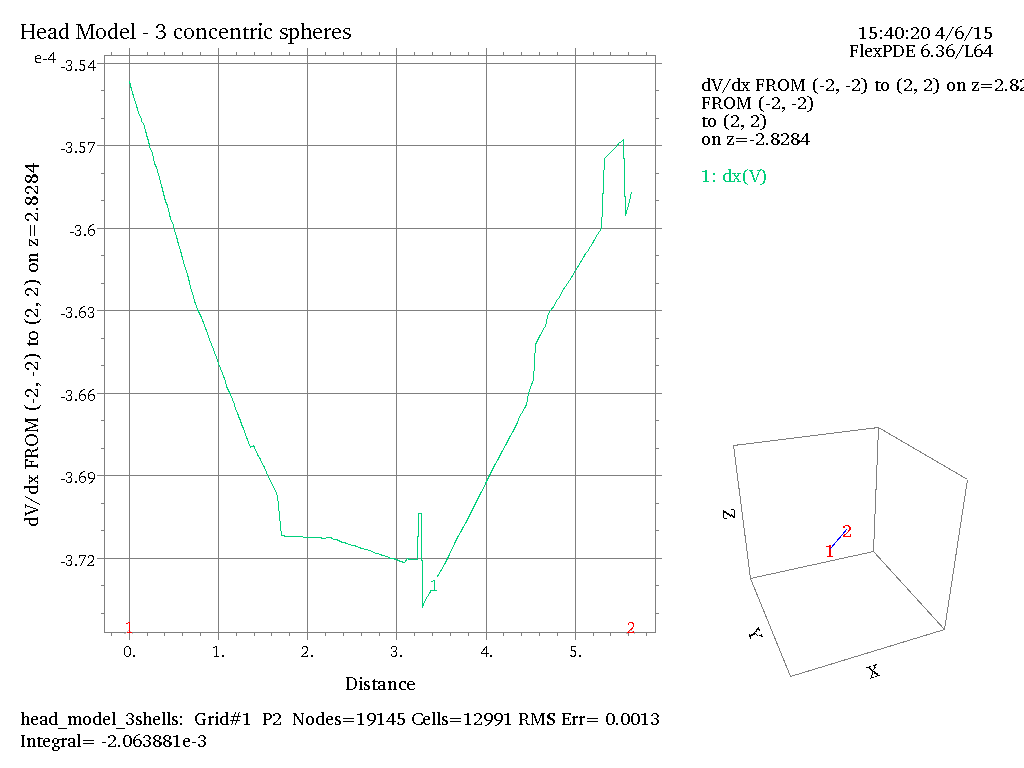 Head Model - 3 concentric spheres
15:40:20 4/6/15
FlexPDE 6.36/L64
dV/dx FROM (-2, -2) to (2, 2) on z=2.82
FROM (-2, -2)
to (2, 2)
on z=-2.8284
1: dx(V)
e-4
-3.54
-3.57
-3.6
-3.63
-3.66
-3.69
-3.72
dV/dx FROM (-2, -2) to (2, 2) on z=2.8284
1
1
2
0.
1.
2.
3.
4.
5.
Distance
Z
Y
X
1
2
head_model_3shells: Grid#1 P2 Nodes=19145 Cells=12991 RMS Err= 0.0013
Integral= -2.063881e-3